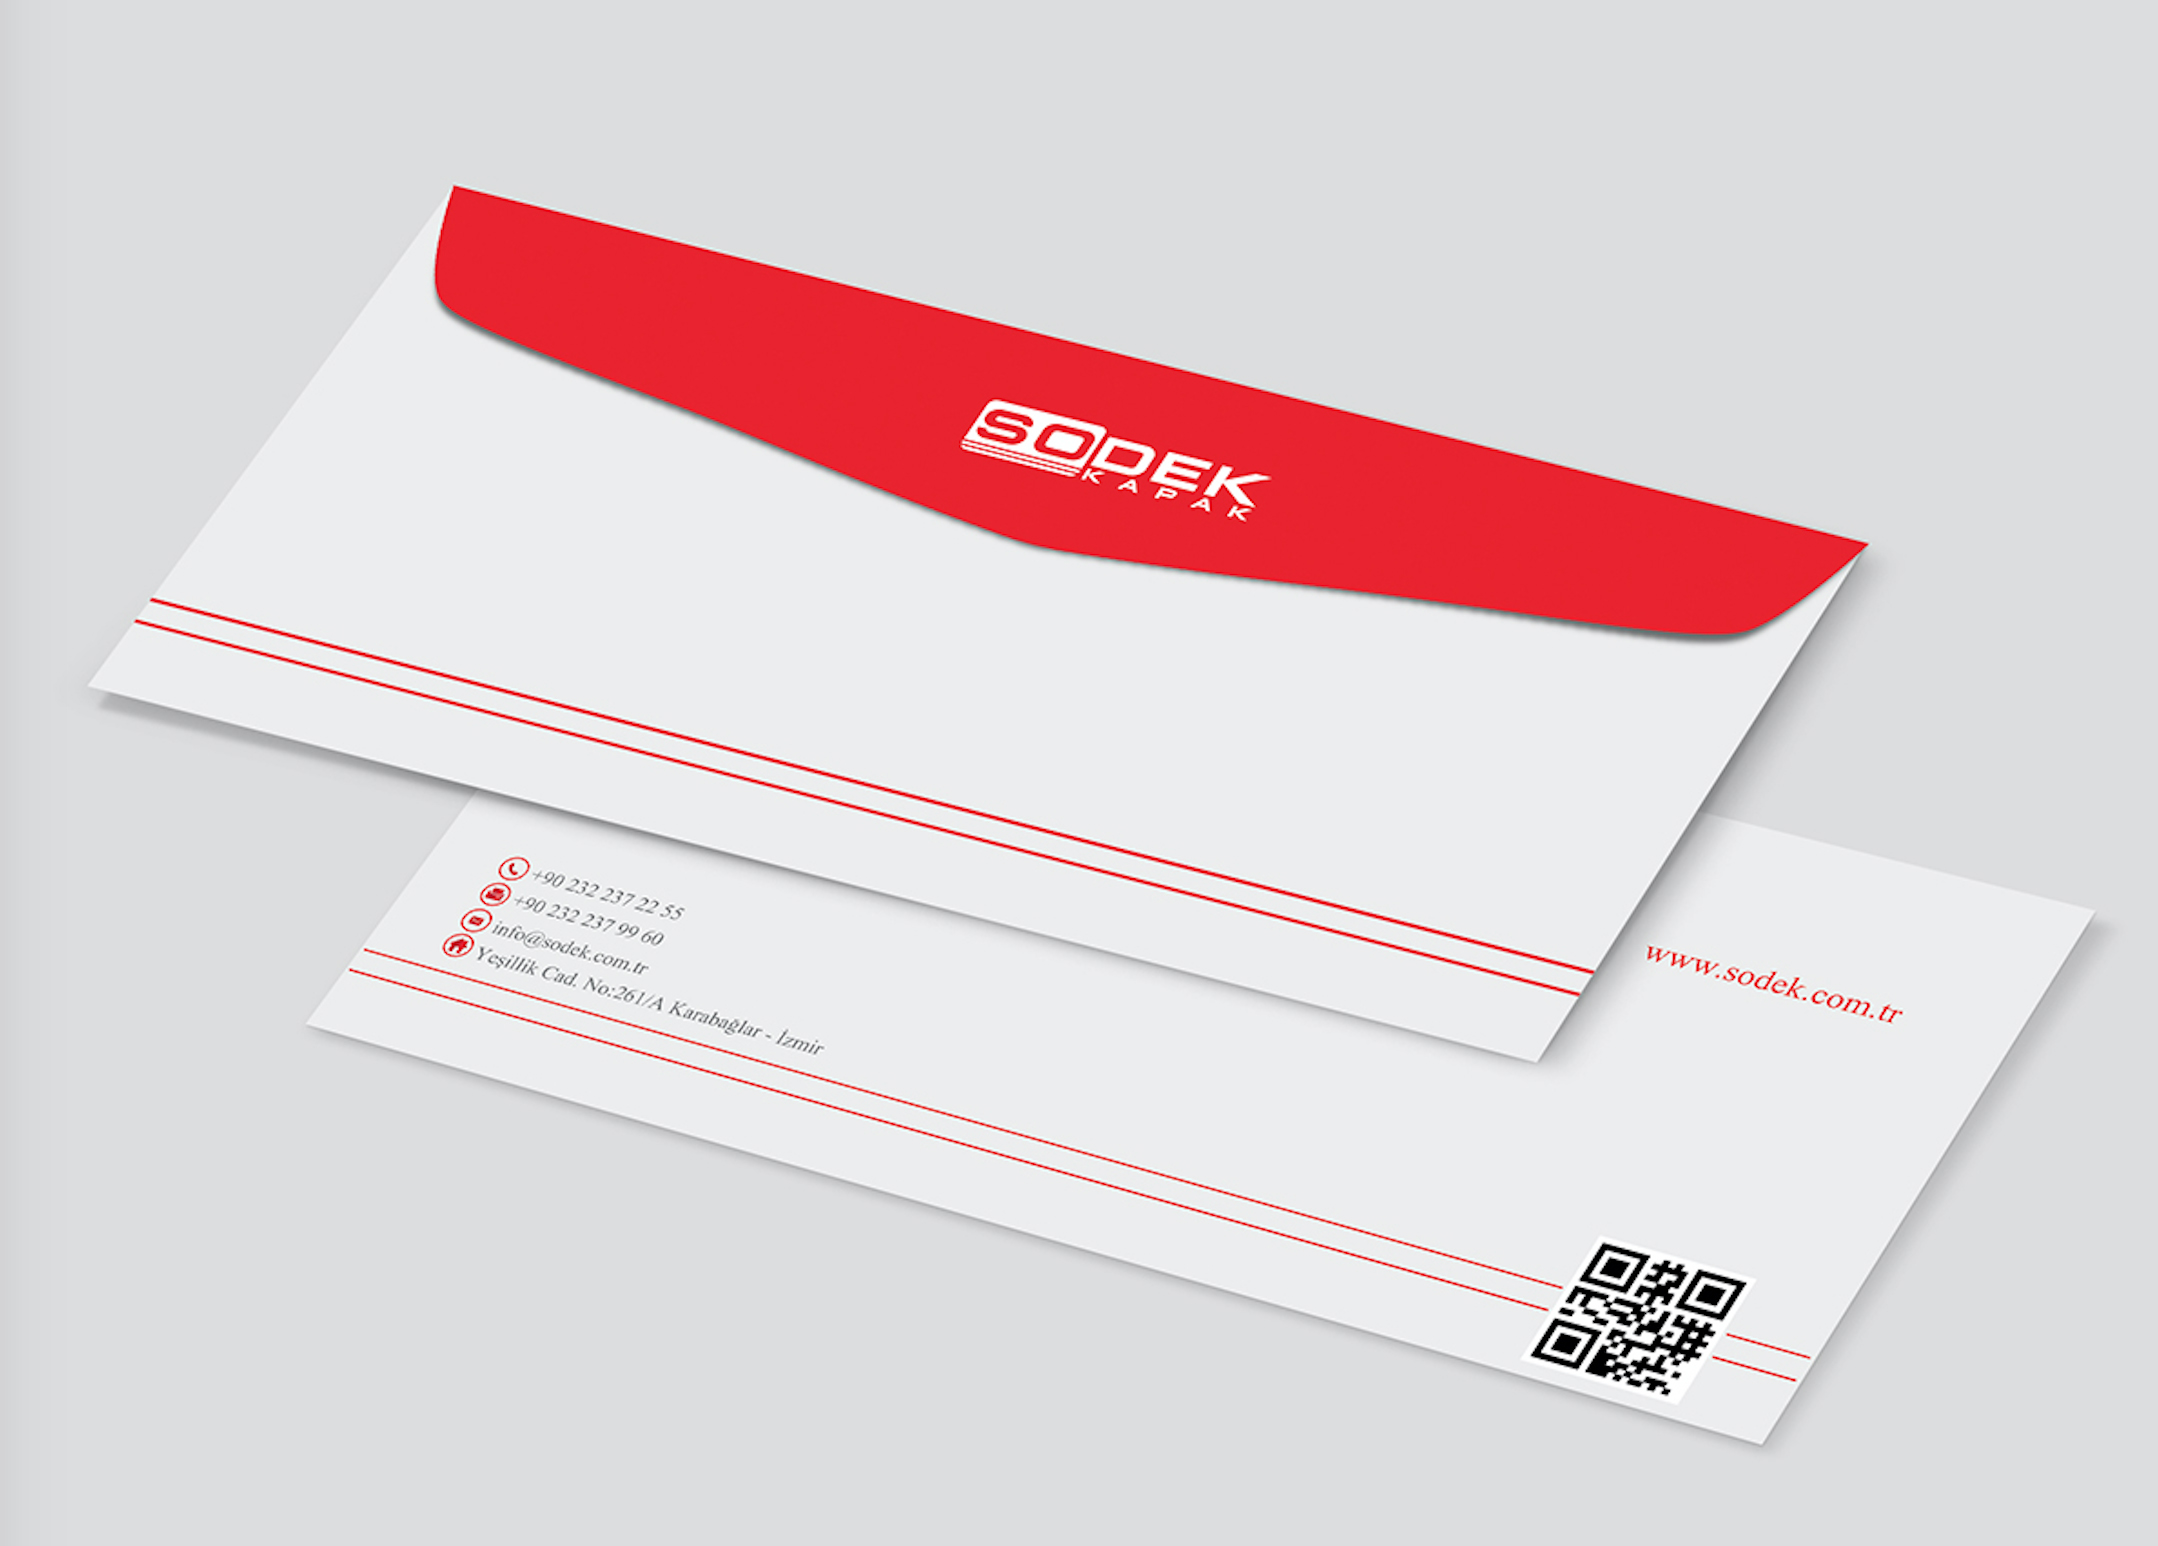 SODEK
KAPAK
+90 232 237 22 55
+90 232 237 99 60
info@sodek.com.tr
Yeşillik Cad. No:261/A Karabağlar - İzmir
www.sodek.com.tr